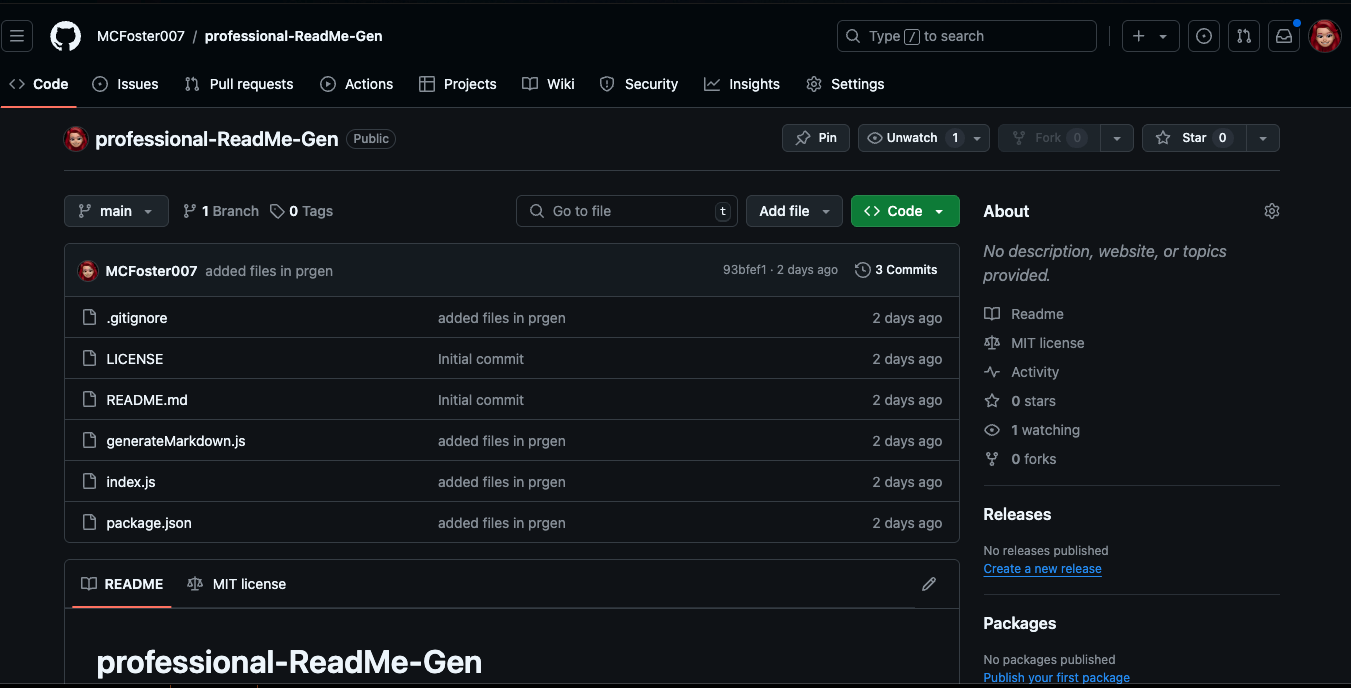 MCFoster007 / professional-ReadMe-Gen
Type / to search
Code Issues Pull requests Actions Projects Wiki Security Insights Settings
professional-ReadMe-Gen Public
Pin Unwatch 1 Fork 0 Star 0
main 1 Branch 0 Tags Go to file t Add file Code
MCFoster007 added files in prgen 93bfef1 · 2 days ago 3 Commits
.gitignore added files in prgen 2 days ago
LICENSE Initial commit 2 days ago
README.md Initial commit 2 days ago
generateMarkdown.js added files in prgen 2 days ago
index.js added files in prgen 2 days ago
package.json added files in prgen 2 days ago
README MIT license
professional-ReadMe-Gen
About
No description, website, or topics
provided.
Readme
MIT license
Activity
0 stars
1 watching
0 forks
Releases
No releases published
Create a new release
Packages
No packages published
Publish your first package